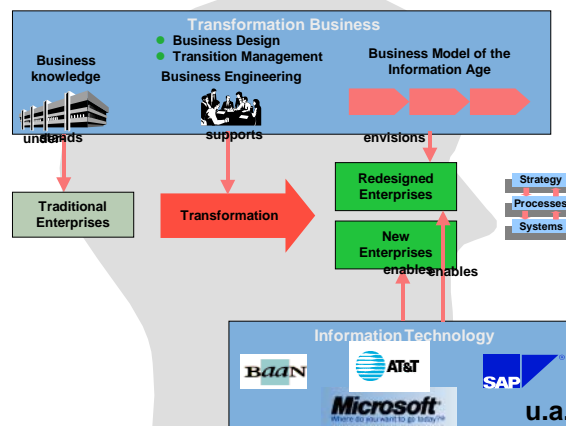 Transformation Business
Business Design
Transition Management
Business
knowledge
Business Engineering
Business Model of the
Information Age
understands
supports
envisions
Traditional
Enterprises
Transformation
Redesigned
Enterprises
New
Enterprises
enables
enables
Strategy
Processes
Systems
Information Technology
BaaN
AT&T
SAP
Microsoft
Where do you want to go today?
u.a.